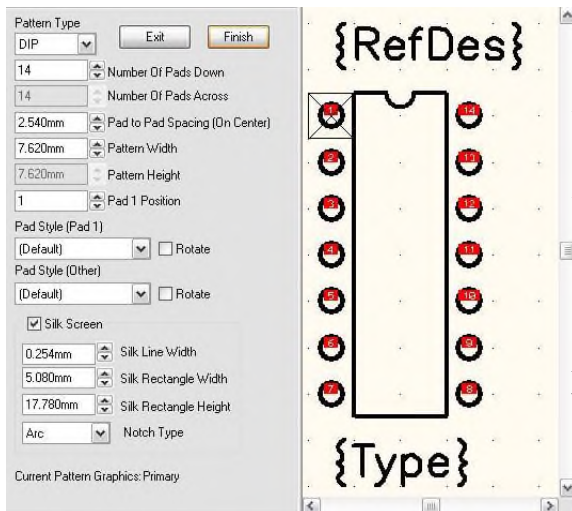 Pattern Type
DIP
Exit
Finish
14 Number Of Pads Down
14 Number Of Pads Across
2.540mm Pad to Pad Spacing (On Center)
7.620mm Pattern Width
7.620mm Pattern Height
1 Pad 1 Position
Pad Style (Pad 1)
(Default) Rotate
Pad Style (Other)
(Default) Rotate
Silk Screen
0.254mm Silk Line Width
5.080mm Silk Rectangle Width
17.780mm Silk Rectangle Height
Arc Notch Type
Current Pattern Graphics: Primary
{RefDes}
1 14
2 13
3 12
4 11
5 10
6 9
7 8
{Type}